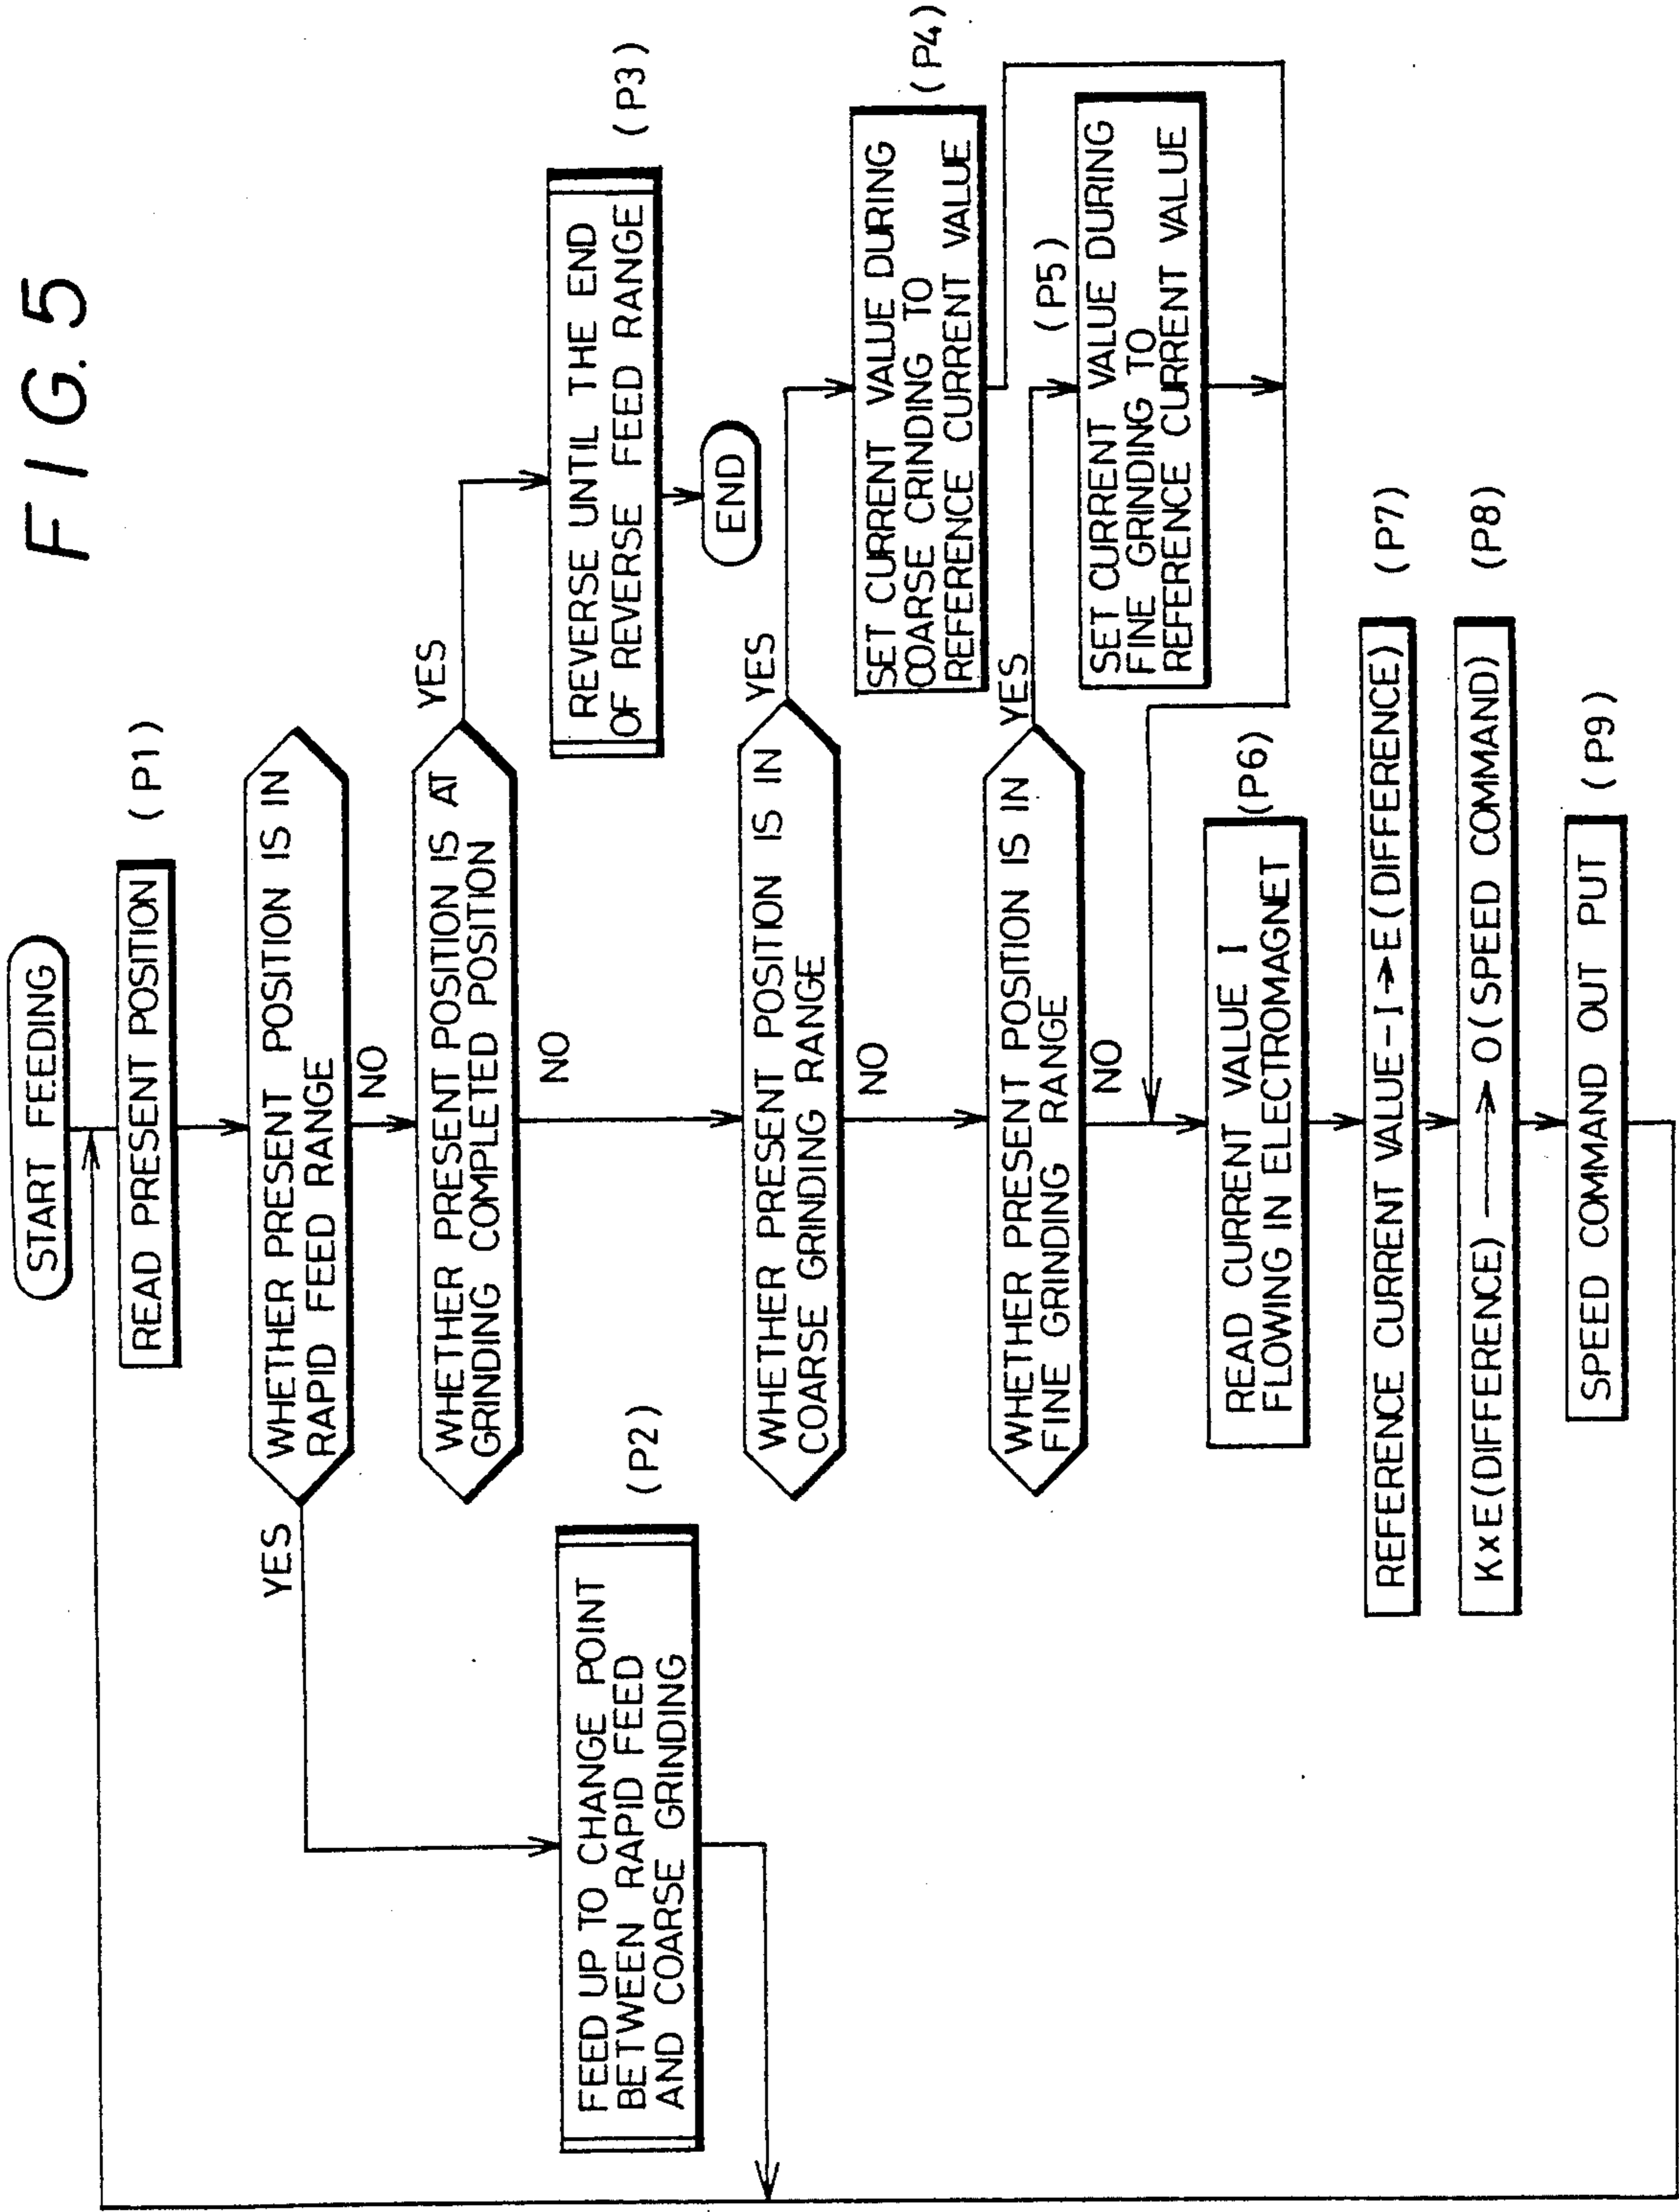 FIG. 5
START FEEDING
READ PRESENT POSITION
(P1)
WHETHER PRESENT POSITION IS IN
RAPID FEED RANGE
YES
NO
FEED UP TO CHANGE POINT
BETWEEN RAPID FEED
AND COARSE GRINDING
(P2)
WHETHER PRESENT POSITION IS AT
GRINDING COMPLETED POSITION
YES
NO
REVERSE UNTIL THE END
OF REVERSE FEED RANGE
(P3)
END
WHETHER PRESENT POSITION IS IN
COARSE GRINDING RANGE
YES
NO
SET CURRENT VALUE DURING
COARSE CRINDING TO
REFERENCE CURRENT VALUE
(P4)
WHETHER PRESENT POSITION IS IN
FINE GRINDING RANGE
YES
NO
(P5)
SET CURRENT VALUE DURING
FINE GRINDING TO
REFERENCE CURRENT VALUE
READ CURRENT VALUE I
FLOWING IN ELECTROMAGNET
(P6)
REFERENCE CURRENT VALUE-I→E(DIFFERENCE)
(P7)
K×E(DIFFERENCE) → O(SPEED COMMAND)
(P8)
SPEED COMMAND OUT PUT
(P9)